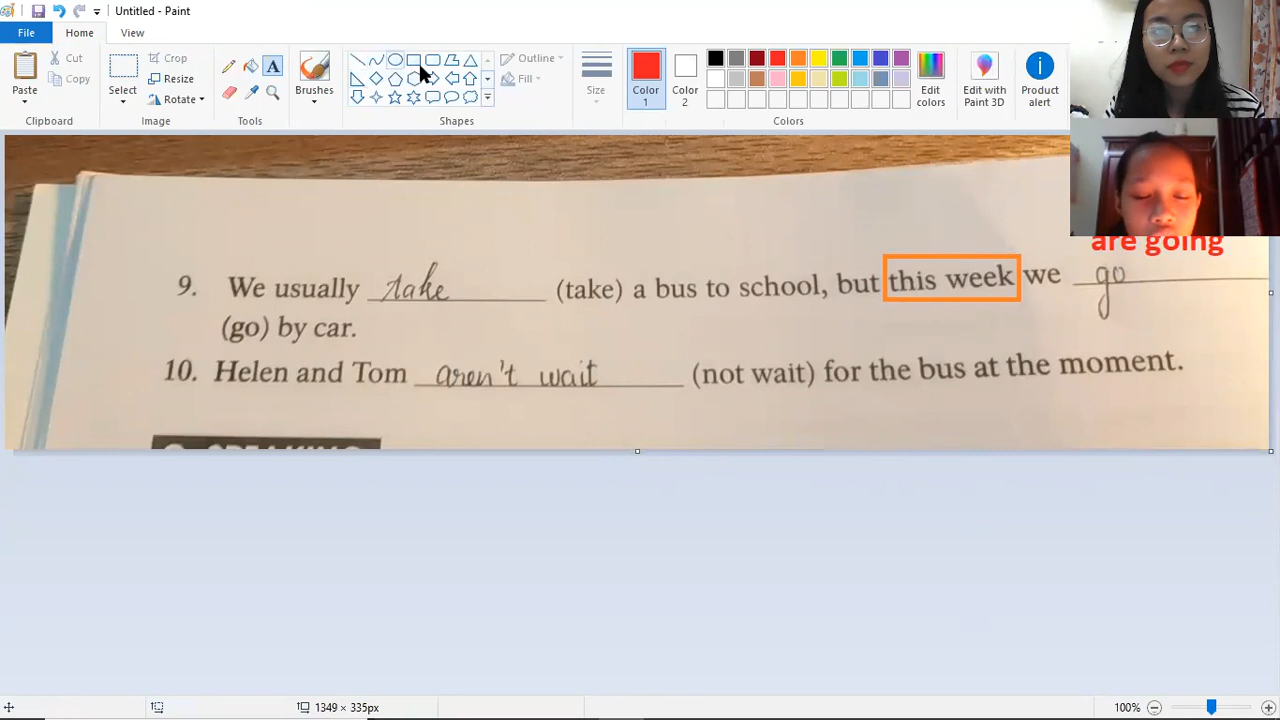 Untitled - Paint
File Home View
Paste Cut Copy Clipboard
Select Crop Resize Rotate Image
Tools
Brushes
Shapes
Outline Fill
Size
Color 1 Color 2
Edit colors
Edit with Paint 3D
Product alert
Colors
are going
9. We usually take (take) a bus to school, but this week we go
(go) by car.
10. Helen and Tom aren't wait (not wait) for the bus at the moment.
1349 × 335px 100%